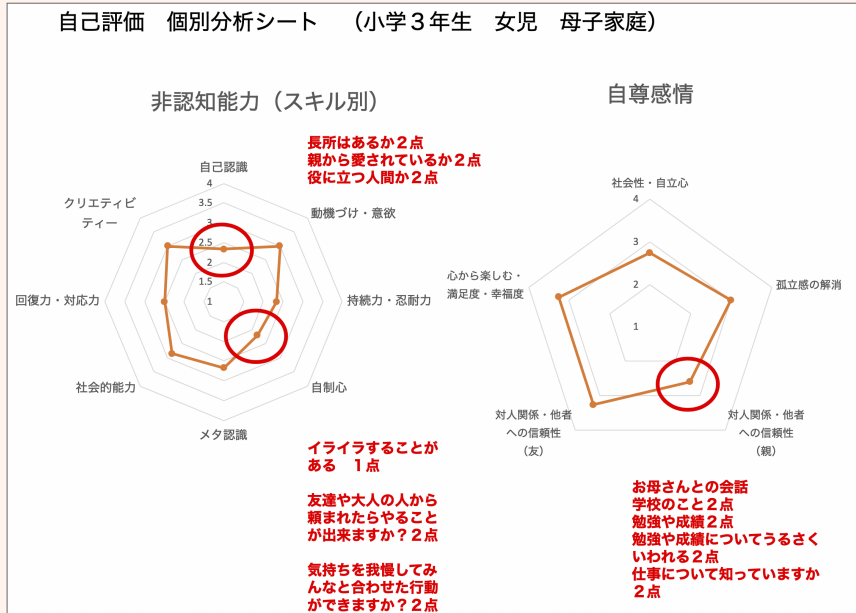 自己評価　個別分析シート　（小学３年生　女児　母子家庭）
非認知能力（スキル別）
長所はあるか２点
親から愛されているか２点
役に立つ人間か２点
自己認識
4
3.5
3
2.5
2
1.5
1
クリエティビ
ティー
動機づけ・意欲
回復力・対応力
持続力・忍耐力
社会的能力
自制心
メタ認識
イライラすることが
ある　１点
友達や大人の人から
頼まれたらやること
が出来ますか？２点
気持ちを我慢してみ
んなと合わせた行動
ができますか？２点
自尊感情
社会性・自立心
4
3
2
1
心から楽しむ・
満足度・幸福度
孤立感の解消
対人関係・他者
への信頼性
（友）
対人関係・他者
への信頼性
（親）
お母さんとの会話
学校のこと２点
勉強や成績２点
勉強や成績についてうるさく
いわれる２点
仕事について知っていますか
２点